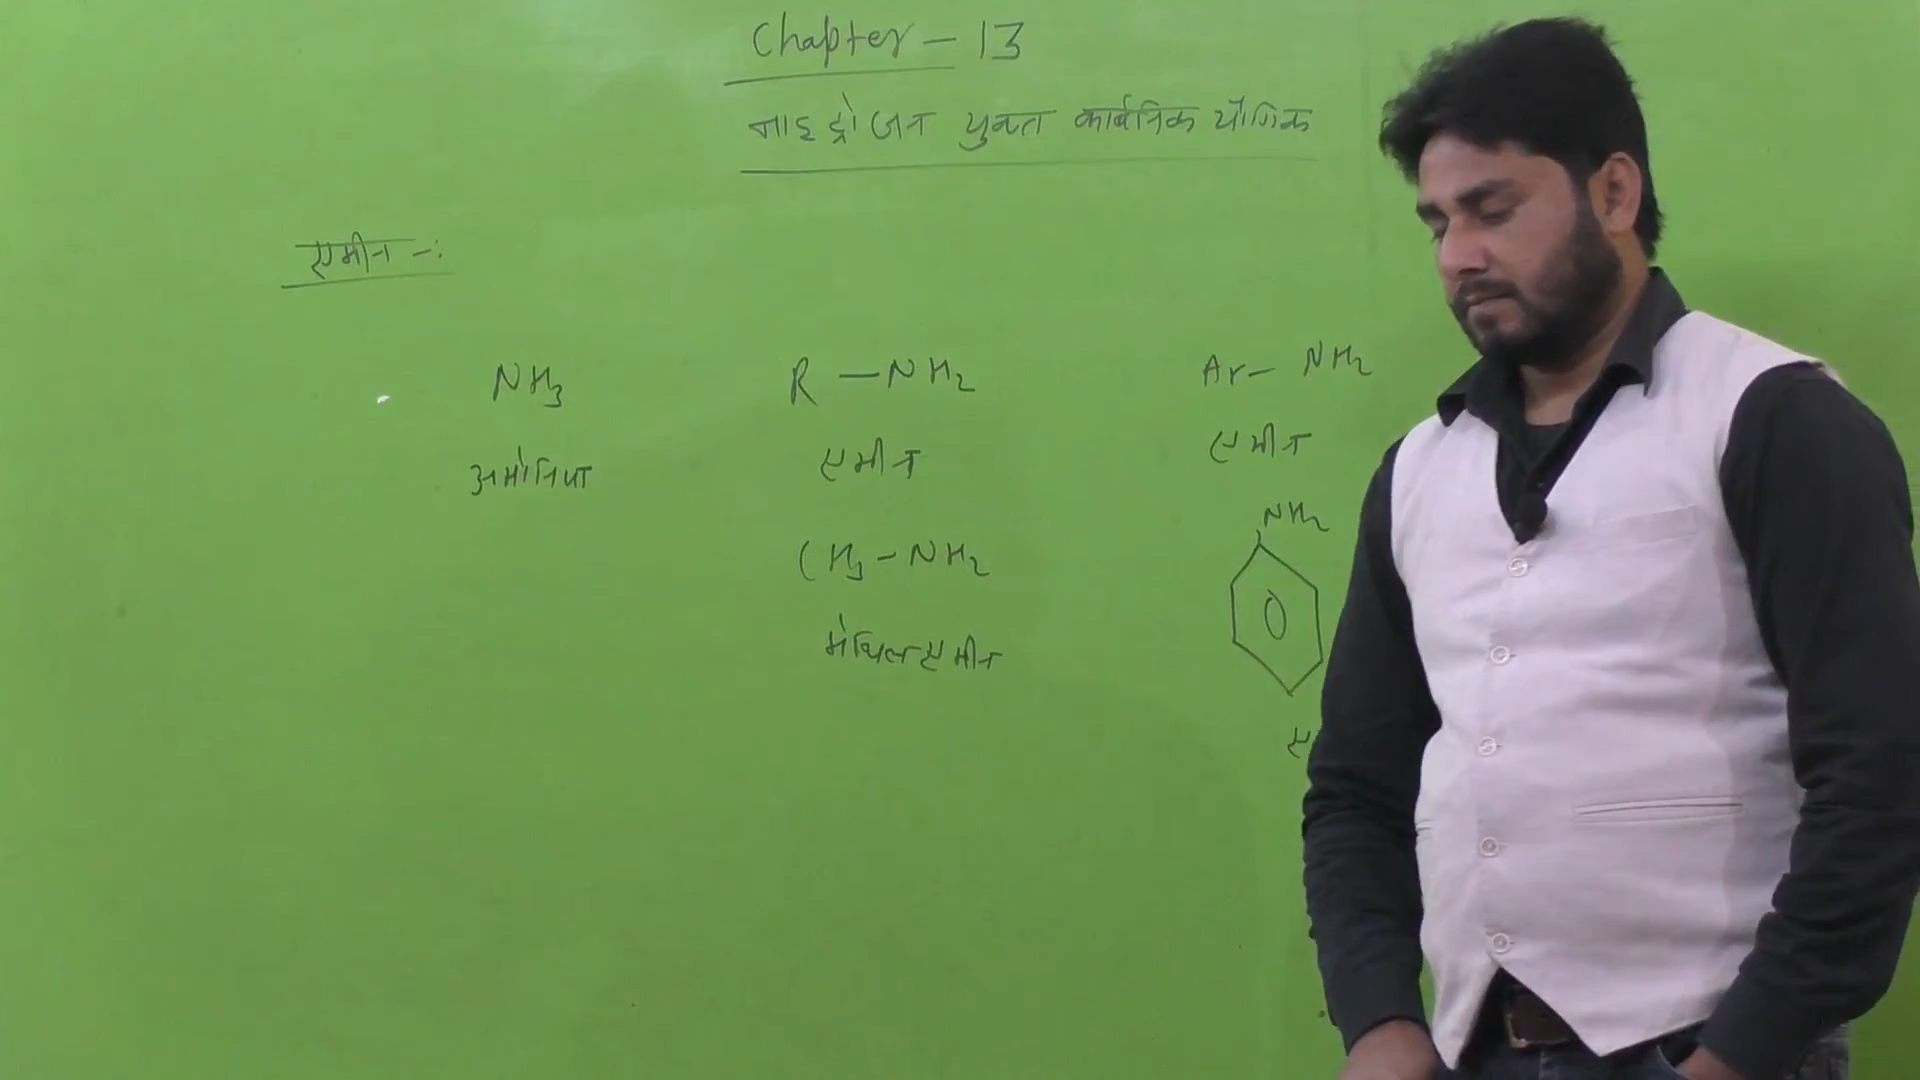 Chapter - 13
नाइट्रोजन युक्त कार्बनिक यौगिक
एमीन -:
NH3 R - NH2 Ar - NH2
अमोनिया एमीन एमीन
NH2
CH3 - NH2
मेथिल एमीन
ए